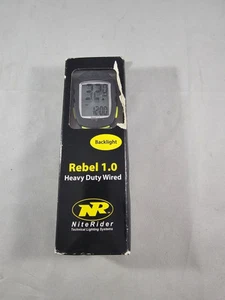 Backlight
Rebel 1.0
Heavy Duty Wired
NR
NiteRider
Technical Lighting Systems